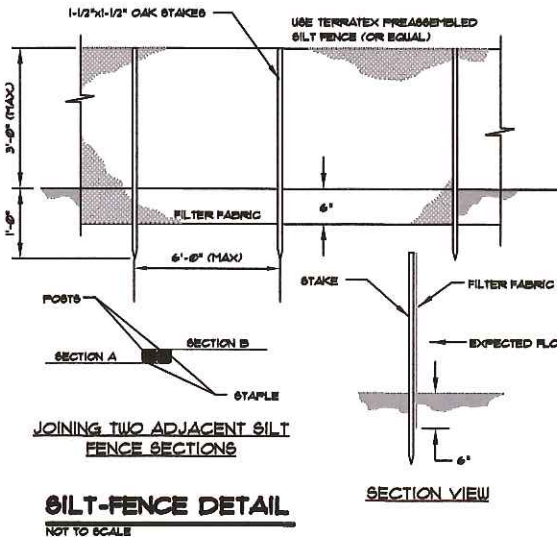 1-1/2"x1-1/2" OAK STAKES
USE TERRATEX PREASSEMBLED
SILT FENCE (OR EQUAL)
3'-0" (MAX)
1'-0"
FILTER FABRIC
6"
6'-0" (MAX)
STAKE
FILTER FABRIC
EXPECTED FLO
6"
SECTION VIEW
POSTS
SECTION B
SECTION A
STAPLE
JOINING TWO ADJACENT SILT
FENCE SECTIONS
SILT-FENCE DETAIL
NOT TO SCALE